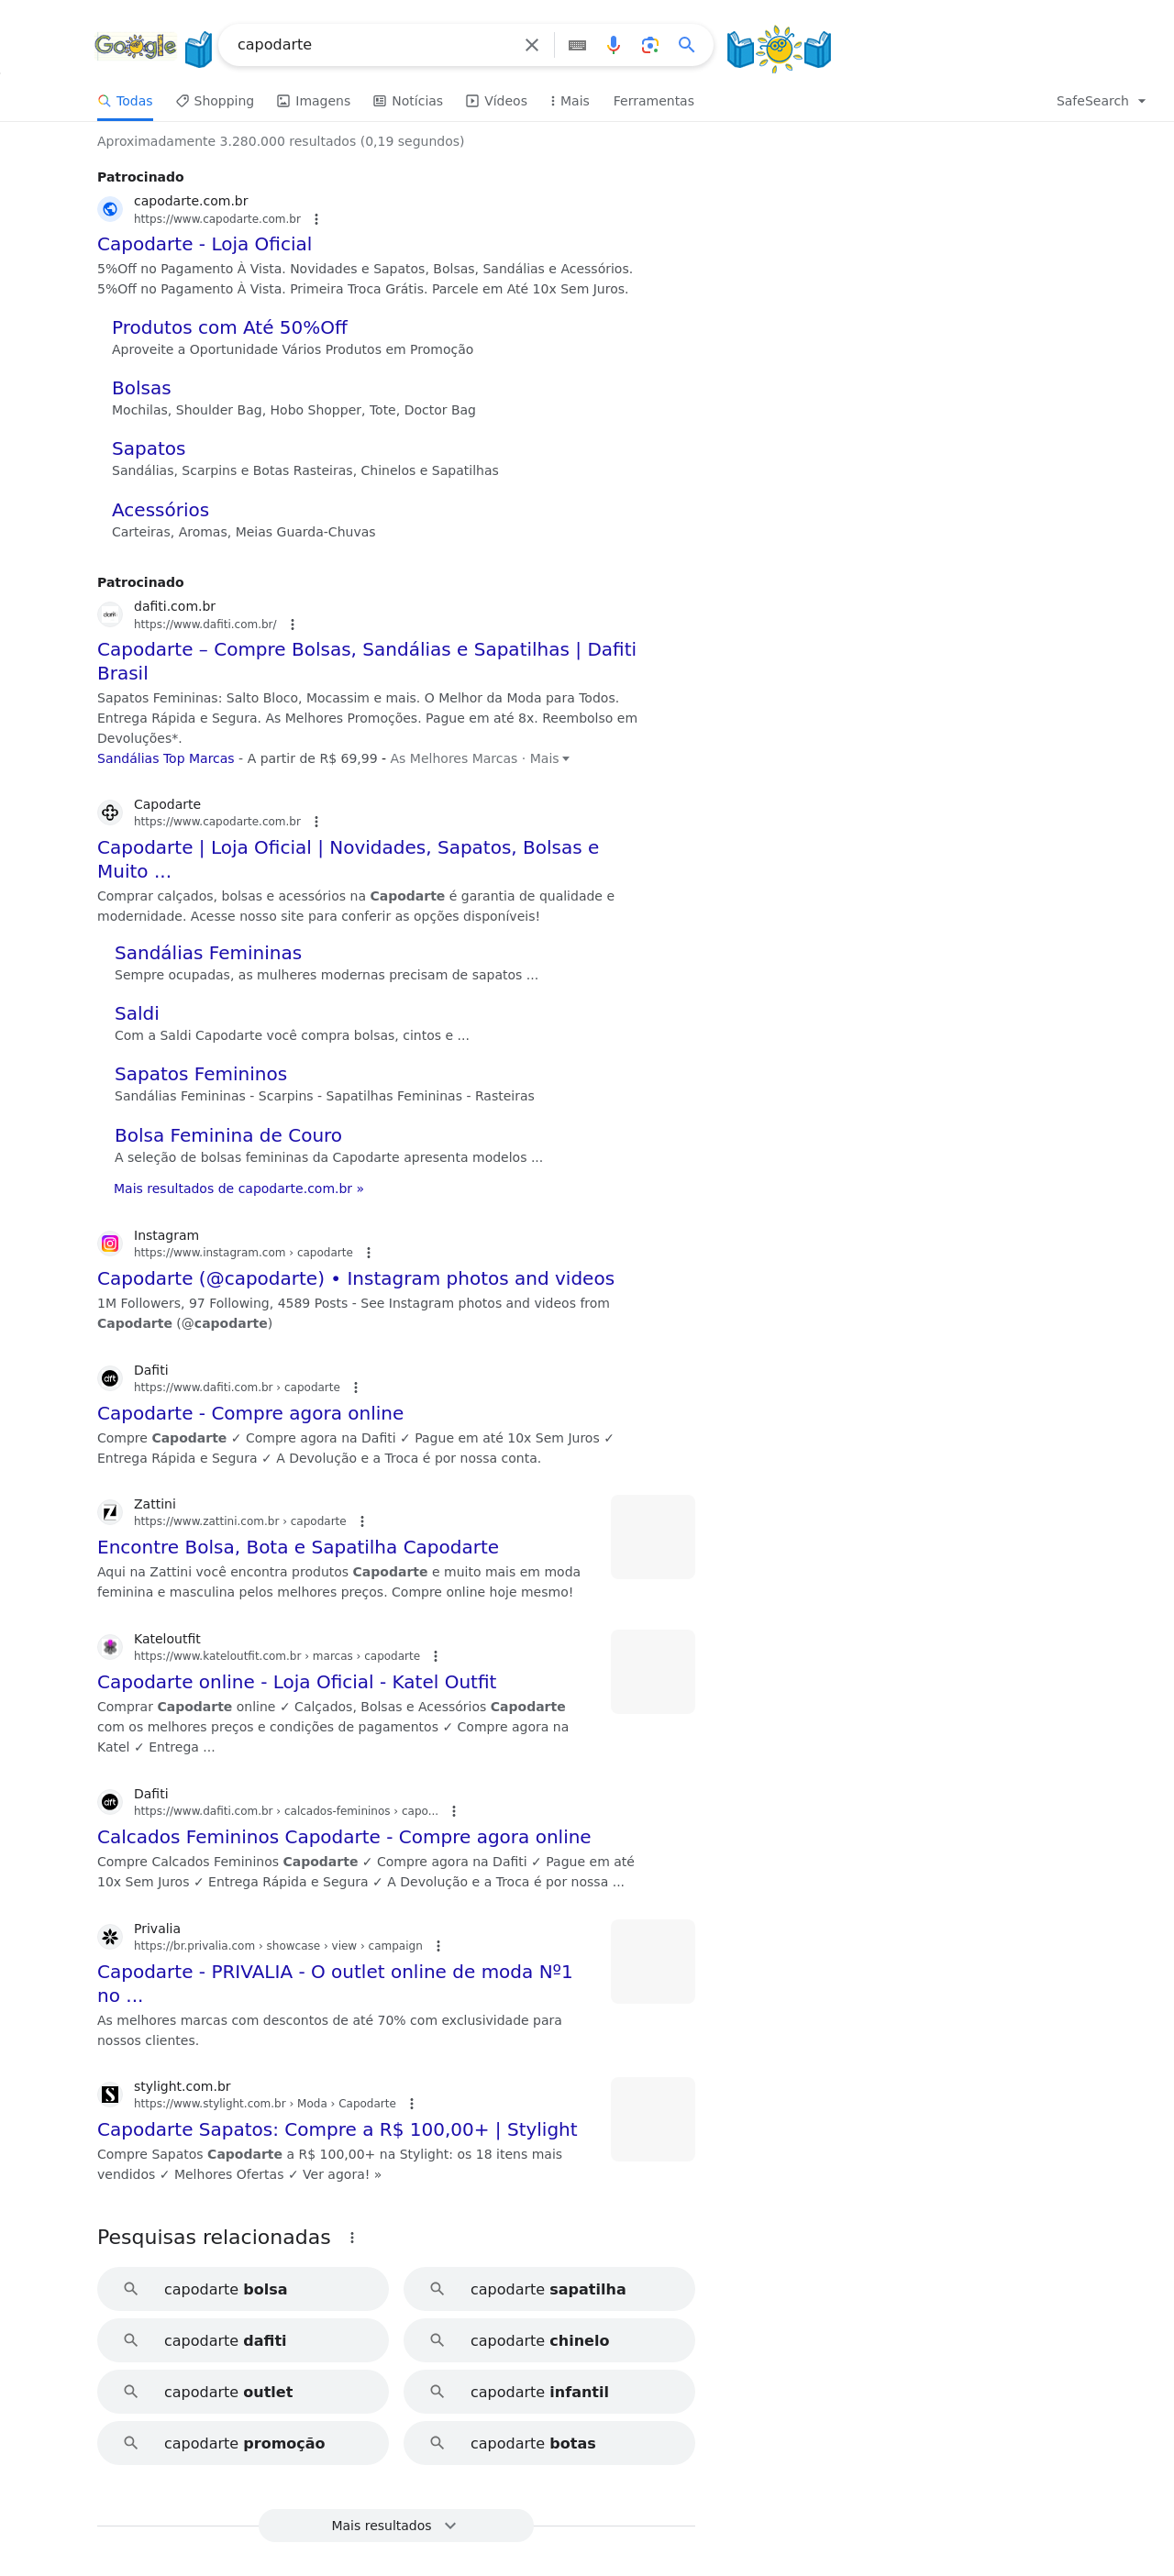 Google
capodarte
Todas
Shopping
Imagens
Notícias
Vídeos
Mais
Ferramentas
SafeSearch
Aproximadamente 3.280.000 resultados (0,19 segundos)
Patrocinado
capodarte.com.br
https://www.capodarte.com.br
Capodarte - Loja Oficial
5%Off no Pagamento À Vista. Novidades e Sapatos, Bolsas, Sandálias e Acessórios.
5%Off no Pagamento À Vista. Primeira Troca Grátis. Parcele em Até 10x Sem Juros.
Produtos com Até 50%Off
Aproveite a Oportunidade Vários Produtos em Promoção
Bolsas
Mochilas, Shoulder Bag, Hobo Shopper, Tote, Doctor Bag
Sapatos
Sandálias, Scarpins e Botas Rasteiras, Chinelos e Sapatilhas
Acessórios
Carteiras, Aromas, Meias Guarda-Chuvas
Patrocinado
dafiti
dafiti.com.br
https://www.dafiti.com.br/
Capodarte – Compre Bolsas, Sandálias e Sapatilhas | Dafiti
Brasil
Sapatos Femininas: Salto Bloco, Mocassim e mais. O Melhor da Moda para Todos.
Entrega Rápida e Segura. As Melhores Promoções. Pague em até 8x. Reembolso em
Devoluções*.
Sandálias Top Marcas - A partir de R$ 69,99 - As Melhores Marcas · Mais
Capodarte
https://www.capodarte.com.br
Capodarte | Loja Oficial | Novidades, Sapatos, Bolsas e
Muito ...
Comprar calçados, bolsas e acessórios na Capodarte é garantia de qualidade e
modernidade. Acesse nosso site para conferir as opções disponíveis!
Sandálias Femininas
Sempre ocupadas, as mulheres modernas precisam de sapatos ...
Saldi
Com a Saldi Capodarte você compra bolsas, cintos e ...
Sapatos Femininos
Sandálias Femininas - Scarpins - Sapatilhas Femininas - Rasteiras
Bolsa Feminina de Couro
A seleção de bolsas femininas da Capodarte apresenta modelos ...
Mais resultados de capodarte.com.br »
Instagram
https://www.instagram.com › capodarte
Capodarte (@capodarte) • Instagram photos and videos
1M Followers, 97 Following, 4589 Posts - See Instagram photos and videos from
Capodarte (@capodarte)
dft
Dafiti
https://www.dafiti.com.br › capodarte
Capodarte - Compre agora online
Compre Capodarte ✓ Compre agora na Dafiti ✓ Pague em até 10x Sem Juros ✓
Entrega Rápida e Segura ✓ A Devolução e a Troca é por nossa conta.
Zattini
https://www.zattini.com.br › capodarte
Encontre Bolsa, Bota e Sapatilha Capodarte
Aqui na Zattini você encontra produtos Capodarte e muito mais em moda
feminina e masculina pelos melhores preços. Compre online hoje mesmo!
Kateloutfit
https://www.kateloutfit.com.br › marcas › capodarte
Capodarte online - Loja Oficial - Katel Outfit
Comprar Capodarte online ✓ Calçados, Bolsas e Acessórios Capodarte
com os melhores preços e condições de pagamentos ✓ Compre agora na
Katel ✓ Entrega ...
dft
Dafiti
https://www.dafiti.com.br › calcados-femininos › capo...
Calcados Femininos Capodarte - Compre agora online
Compre Calcados Femininos Capodarte ✓ Compre agora na Dafiti ✓ Pague em até
10x Sem Juros ✓ Entrega Rápida e Segura ✓ A Devolução e a Troca é por nossa ...
Privalia
https://br.privalia.com › showcase › view › campaign
Capodarte - PRIVALIA - O outlet online de moda Nº1
no ...
As melhores marcas com descontos de até 70% com exclusividade para
nossos clientes.
S
stylight.com.br
https://www.stylight.com.br › Moda › Capodarte
Capodarte Sapatos: Compre a R$ 100,00+ | Stylight
Compre Sapatos Capodarte a R$ 100,00+ na Stylight: os 18 itens mais
vendidos ✓ Melhores Ofertas ✓ Ver agora! »
Pesquisas relacionadas
capodarte bolsa
capodarte sapatilha
capodarte dafiti
capodarte chinelo
capodarte outlet
capodarte infantil
capodarte promoção
capodarte botas
Mais resultados